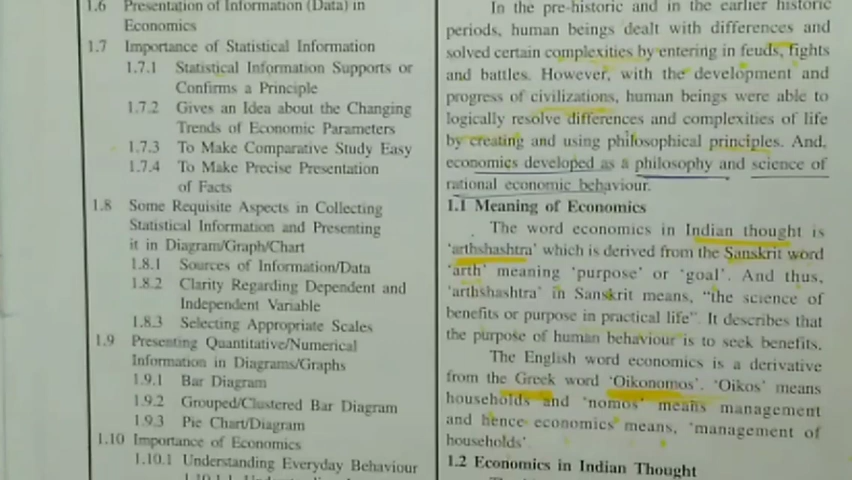 1.6 Presentation of Information (Data) in
Economics
1.7 Importance of Statistical Information
1.7.1 Statistical Information Supports or
Confirms a Principle
1.7.2 Gives an Idea about the Changing
Trends of Economic Parameters
1.7.3 To Make Comparative Study Easy
1.7.4 To Make Precise Presentation
of Facts
1.8 Some Requisite Aspects in Collecting
Statistical Information and Presenting
it in Diagram/Graph/Chart
1.8.1 Sources of Information/Data
1.8.2 Clarity Regarding Dependent and
Independent Variable
1.8.3 Selecting Appropriate Scales
1.9 Presenting Quantitative/Numerical
Information in Diagrams/Graphs
1.9.1 Bar Diagram
1.9.2 Grouped/Clustered Bar Diagram
1.9.3 Pie Chart/Diagram
1.10 Importance of Economics
1.10.1 Understanding Everyday Behaviour
In the pre-historic and in the earlier historic
periods, human beings dealt with differences and
solved certain complexities by entering in feuds, fights
and battles. However, with the development and
progress of civilizations, human beings were able to
logically resolve differences and complexities of life
by creating and using philosophical principles. And,
economics developed as a philosophy and science of
rational economic behaviour.
1.1 Meaning of Economics
The word economics in Indian thought is
'arthshashtra' which is derived from the Sanskrit word
'arth' meaning 'purpose' or 'goal'. And thus,
'arthshashtra' in Sanskrit means, "the science of
benefits or purpose in practical life". It describes that
the purpose of human behaviour is to seek benefits.
The English word economics is a derivative
from the Greek word 'Oikonomos'. 'Oikos' means
households and 'nomos' means management
and hence economics means, 'management of
households'.
1.2 Economics in Indian Thought